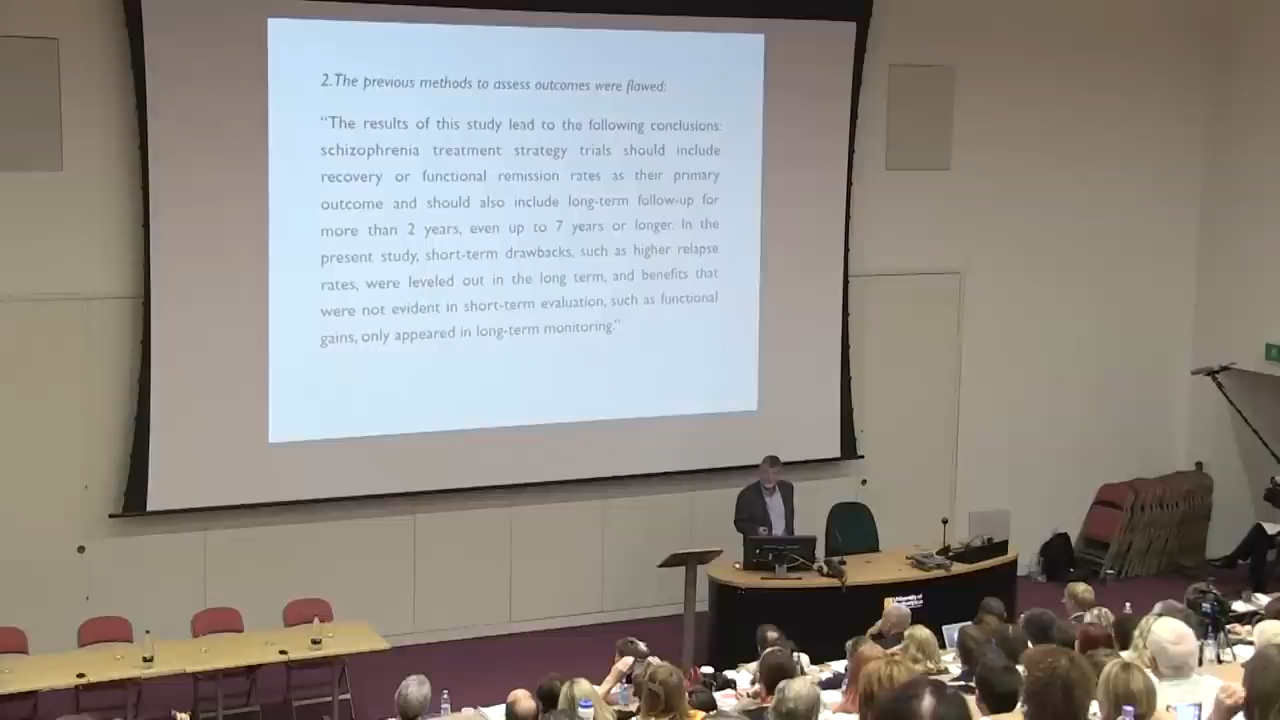 2. The previous methods to assess outcomes were flawed:
“The results of this study lead to the following conclusions:
schizophrenia treatment strategy trials should include
recovery or functional remission rates as their primary
outcome and should also include long-term follow-up for
more than 2 years, even up to 7 years or longer. In the
present study, short-term drawbacks, such as higher relapse
rates, were leveled out in the long term, and benefits that
were not evident in short-term evaluation, such as functional
gains, only appeared in long-term monitoring.”
University of